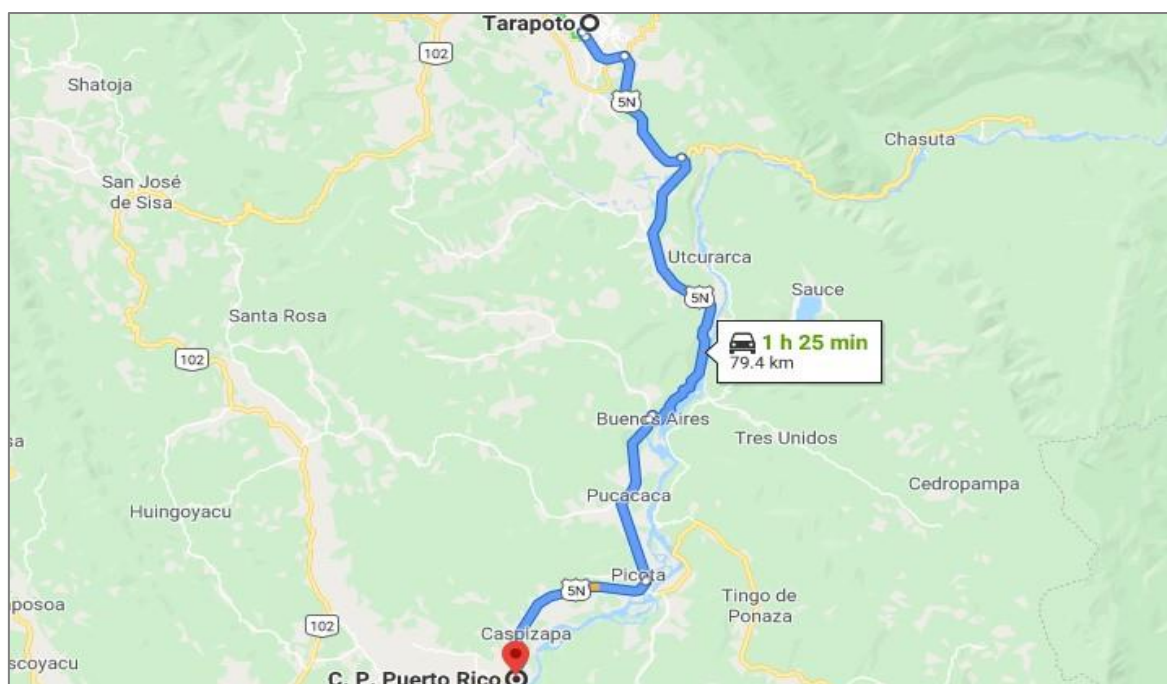 Tarapoto
102
Shatoja
5N
Chasuta
San José
de Sisa
Utcurarca
5N
Sauce
Santa Rosa
1 h 25 min
79.4 km
102
Buenos Aires
Tres Unidos
Cedropampa
Pucacaca
Huingoyacu
Picota
5N
Tingo de
Ponaza
102
Caspizapa
C. P. Puerto Rico